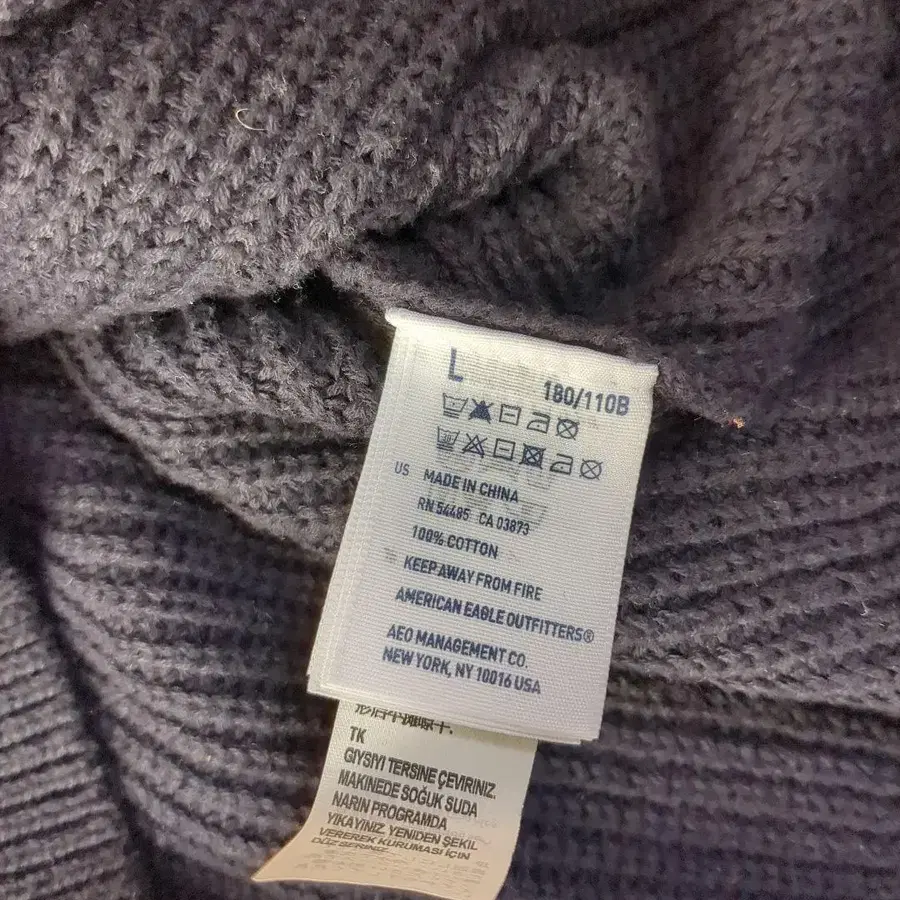 L
180/110B
US MADE IN CHINA
RN 54485 CA 03873
100% COTTON
KEEP AWAY FROM FIRE
AMERICAN EAGLE OUTFITTERS®
AEO MANAGEMENT CO.
NEW YORK, NY 10016 USA
TK
GIYSIYI TERSINE ÇEVIRINIZ.
MAKINEDE SOĞUK SUDA
NARIN PROGRAMDA
YIKAYINIZ. YENIDEN ŞEKIL
VEREREK KURUMASI IÇIN
DÜZ SERINIZ.